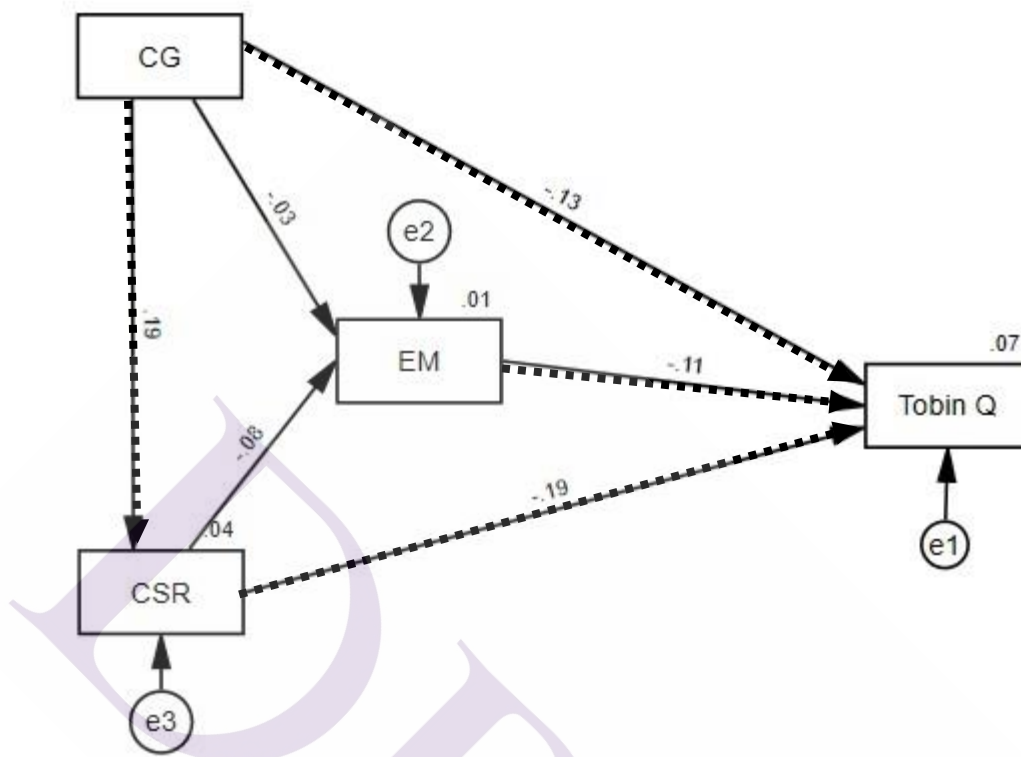 CG
-.13
-.03
e2
.19
.01
EM
-.11
.07
Tobin Q
-.08
-.19
.04
CSR
e1
e3